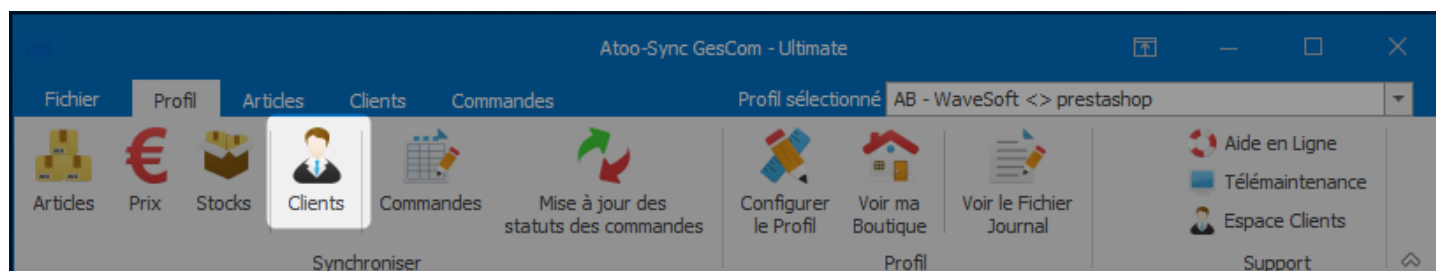 Atoo-Sync GesCom - Ultimate
Fichier Profil Articles Clients Commandes Profil sélectionné AB - WaveSoft <> prestashop
Articles Prix Stocks Clients Commandes Mise à jour des statuts des commandes Configurer le Profil Voir ma Boutique Voir le Fichier Journal
Aide en Ligne
Télémaintenance
Espace Clients
Synchroniser Profil Support